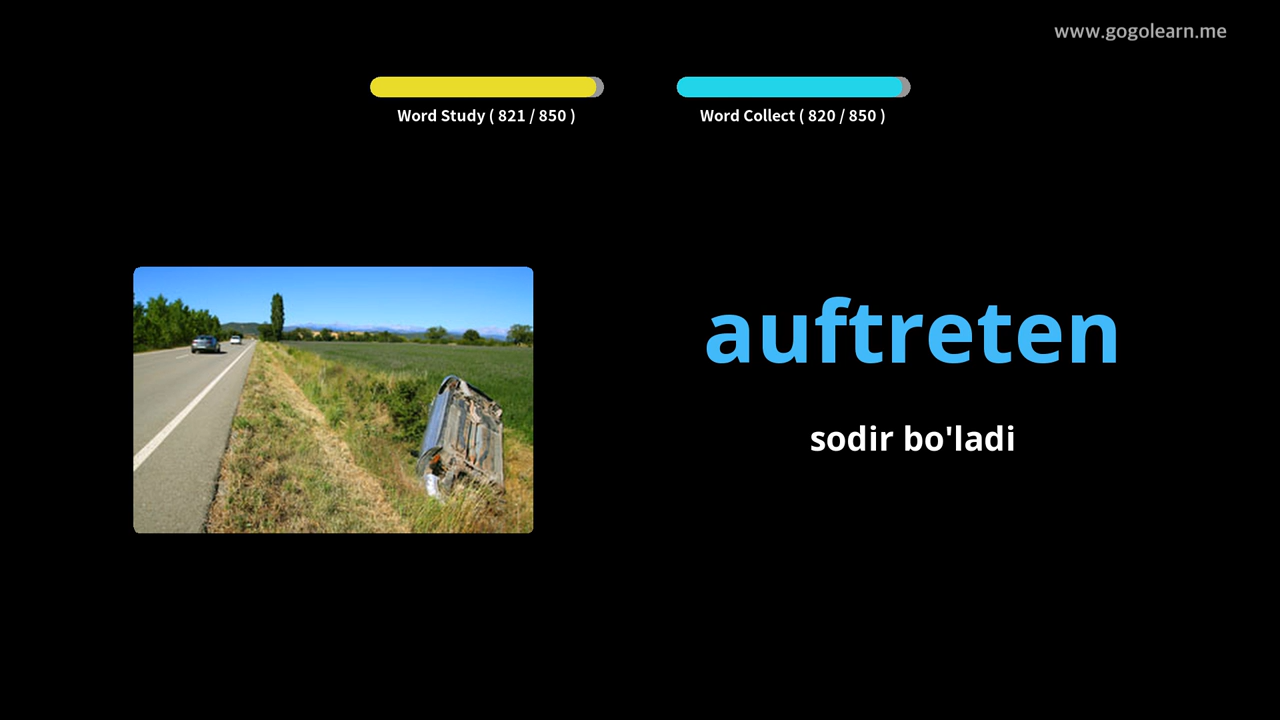 www.gogolearn.me
Word Study ( 821 / 850 )
Word Collect ( 820 / 850 )
auftreten
sodir bo'ladi